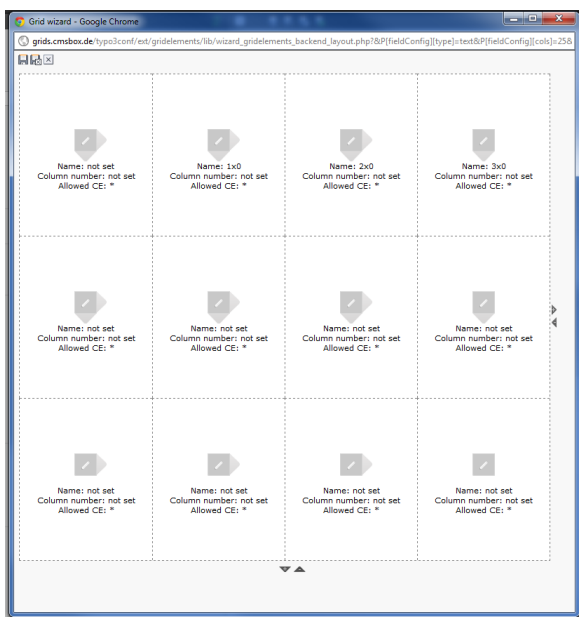 Grid wizard - Google Chrome
grids.cmsbox.de/typo3conf/ext/gridelements/lib/wizard_gridelements_backend_layout.php?&P[fieldConfig][type]=text&P[fieldConfig][cols]=25&
Name: not set Name: 1x0 Name: 2x0 Name: 3x0
Column number: not set Column number: not set Column number: not set Column number: not set
Allowed CE: * Allowed CE: * Allowed CE: * Allowed CE: *
Name: not set Name: not set Name: not set Name: not set
Column number: not set Column number: not set Column number: not set Column number: not set
Allowed CE: * Allowed CE: * Allowed CE: * Allowed CE: *
Name: not set Name: not set Name: not set Name: not set
Column number: not set Column number: not set Column number: not set Column number: not set
Allowed CE: * Allowed CE: * Allowed CE: * Allowed CE: *